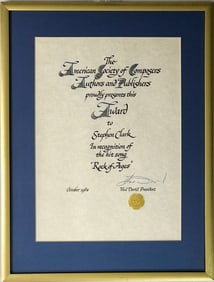 The
American Society of Composers
Authors and Publishers
proudly presents this
Award
to
Stephen Clark
In recognition of
the hit song
"Rock of Ages"
October 1984
Hal David President